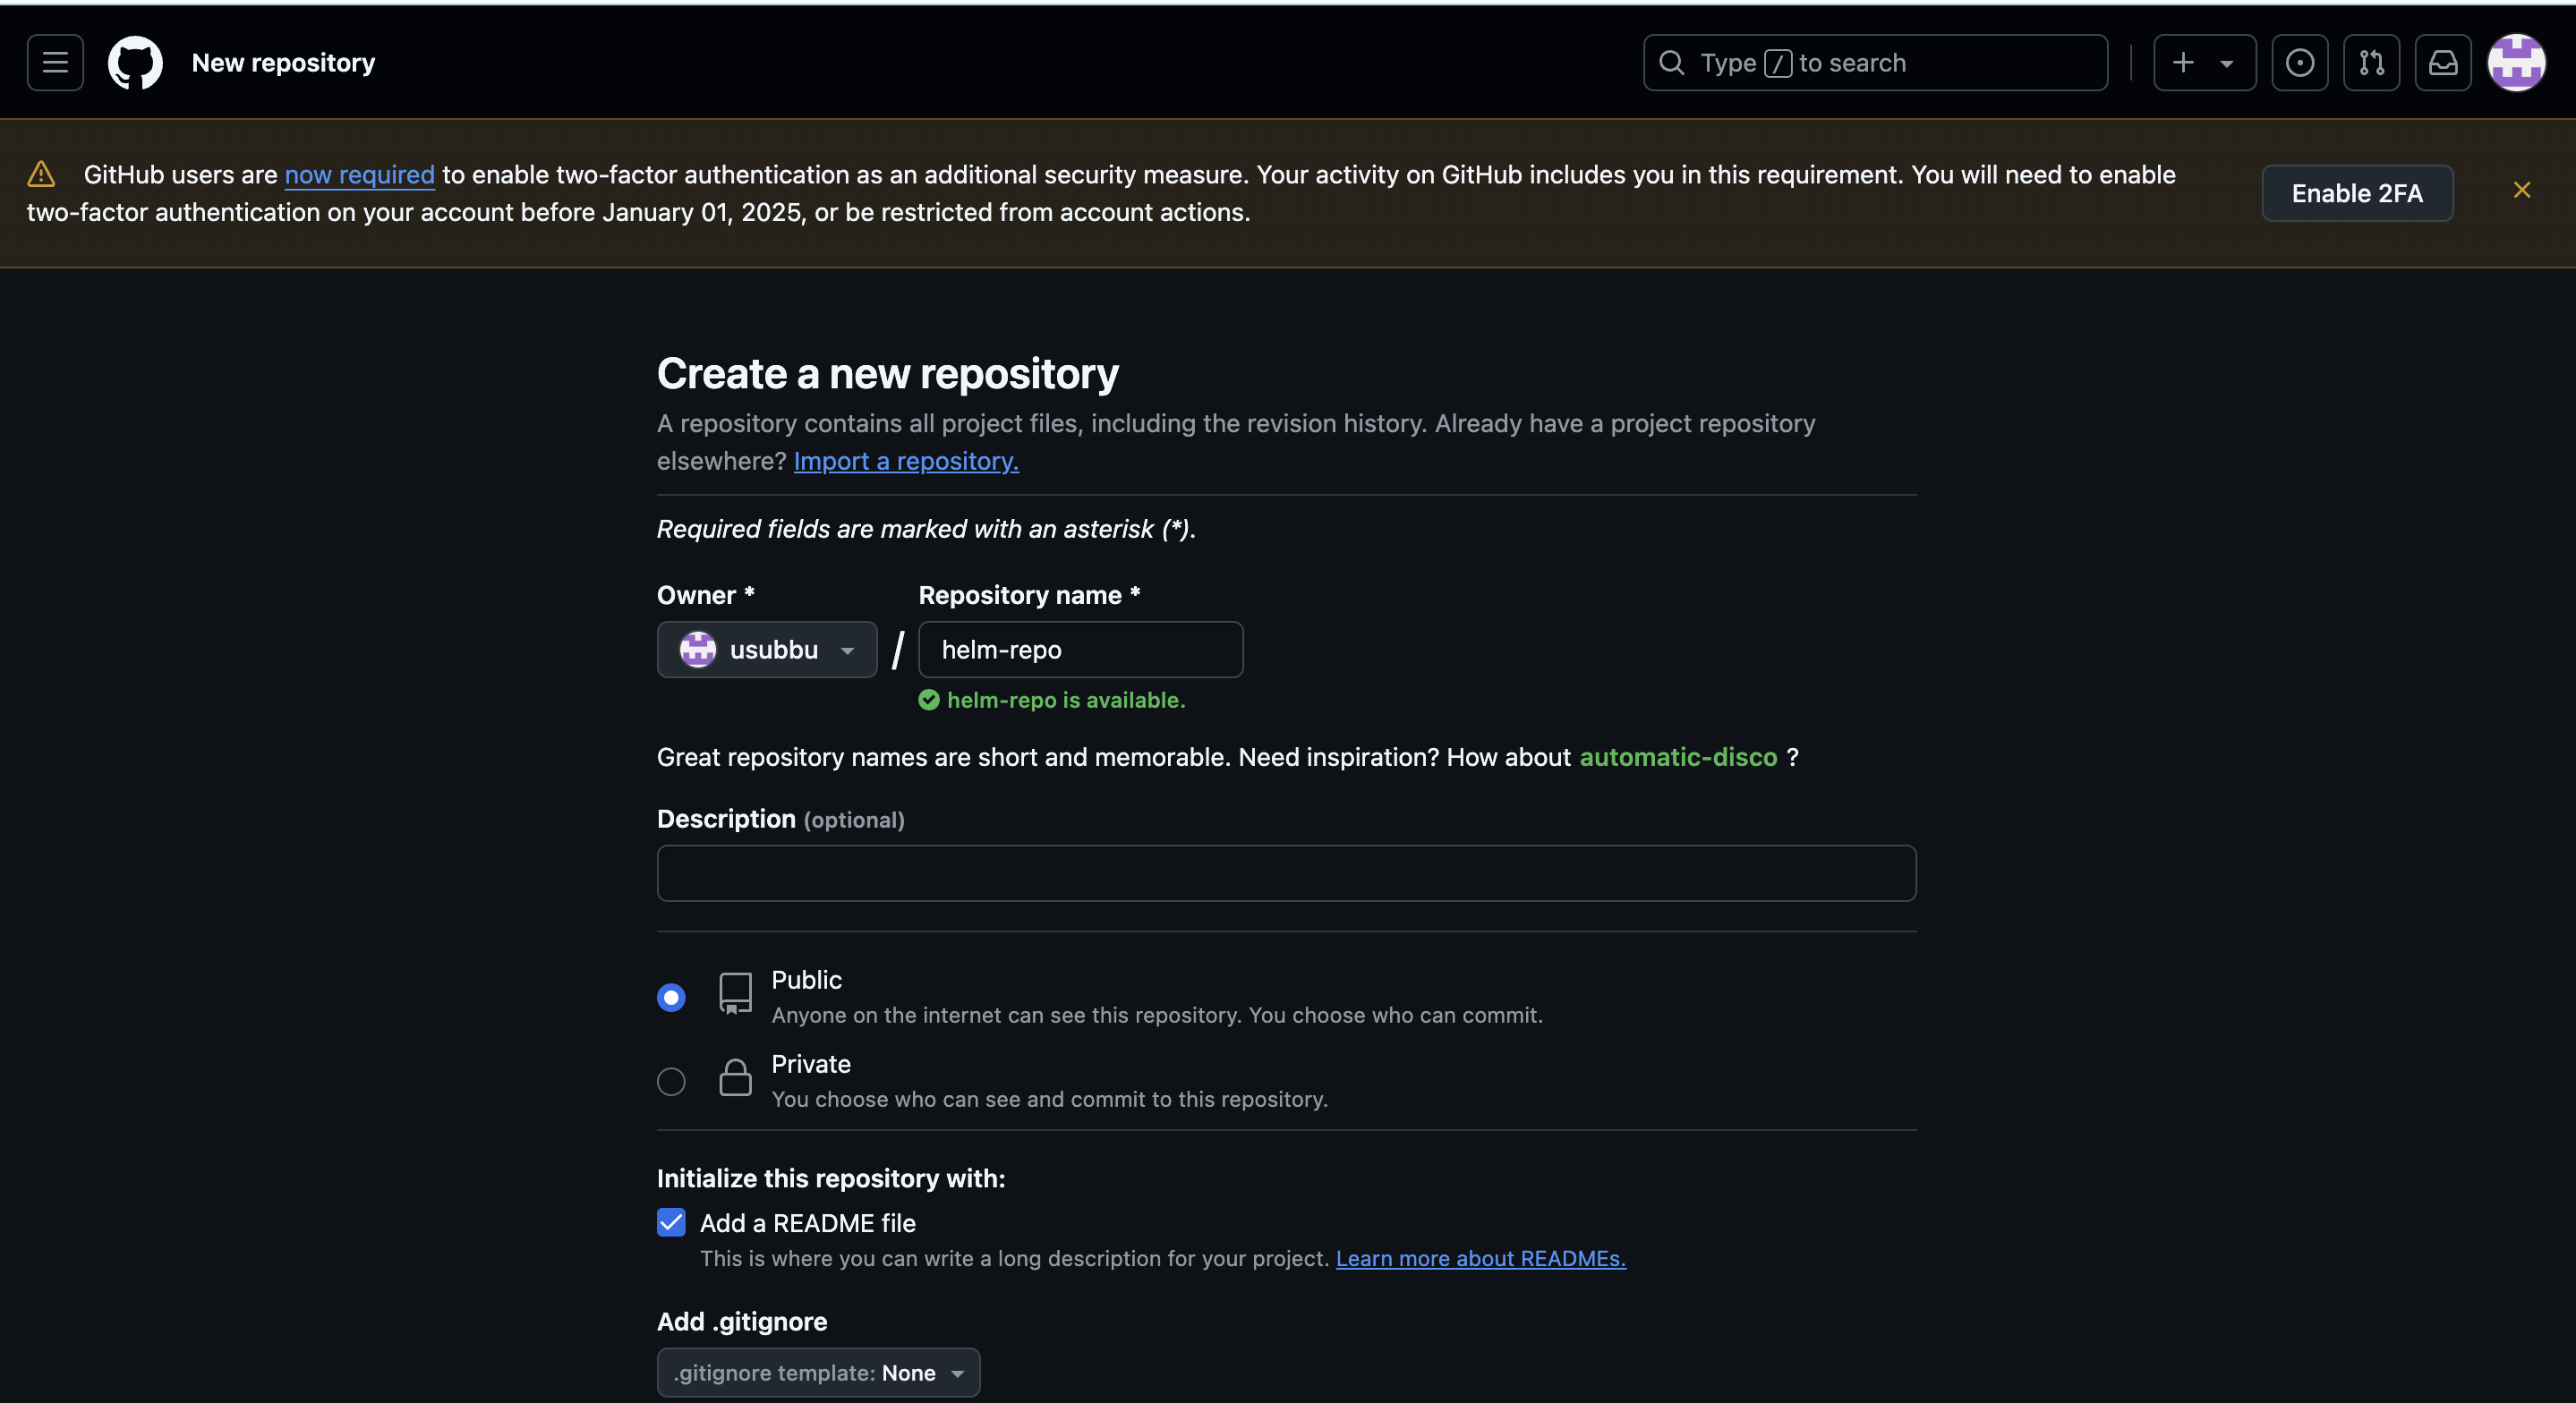 New repository
Type / to search
GitHub users are now required to enable two-factor authentication as an additional security measure. Your activity on GitHub includes you in this requirement. You will need to enable
two-factor authentication on your account before January 01, 2025, or be restricted from account actions.
Enable 2FA
Create a new repository
A repository contains all project files, including the revision history. Already have a project repository
elsewhere? Import a repository.
Required fields are marked with an asterisk (*).
Owner * Repository name *
usubbu / helm-repo
helm-repo is available.
Great repository names are short and memorable. Need inspiration? How about automatic-disco ?
Description (optional)
Public
Anyone on the internet can see this repository. You choose who can commit.
Private
You choose who can see and commit to this repository.
Initialize this repository with:
Add a README file
This is where you can write a long description for your project. Learn more about READMEs.
Add .gitignore
.gitignore template: None